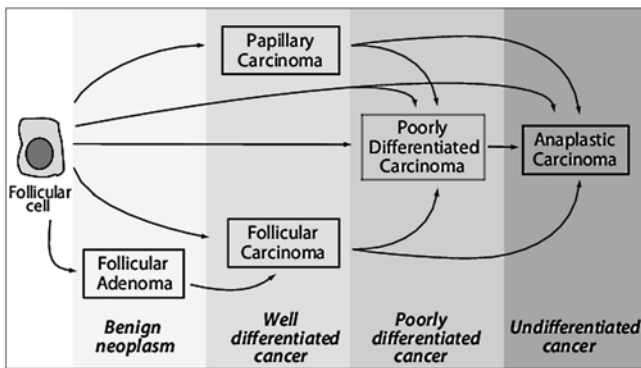 Papillary
Carcinoma
Follicular
cell
Poorly
Differentiated
Carcinoma
Anaplastic
Carcinoma
Follicular
Carcinoma
Follicular
Adenoma
Benign
neoplasm
Well
differentiated
cancer
Poorly
differentiated
cancer
Undifferentiated
cancer